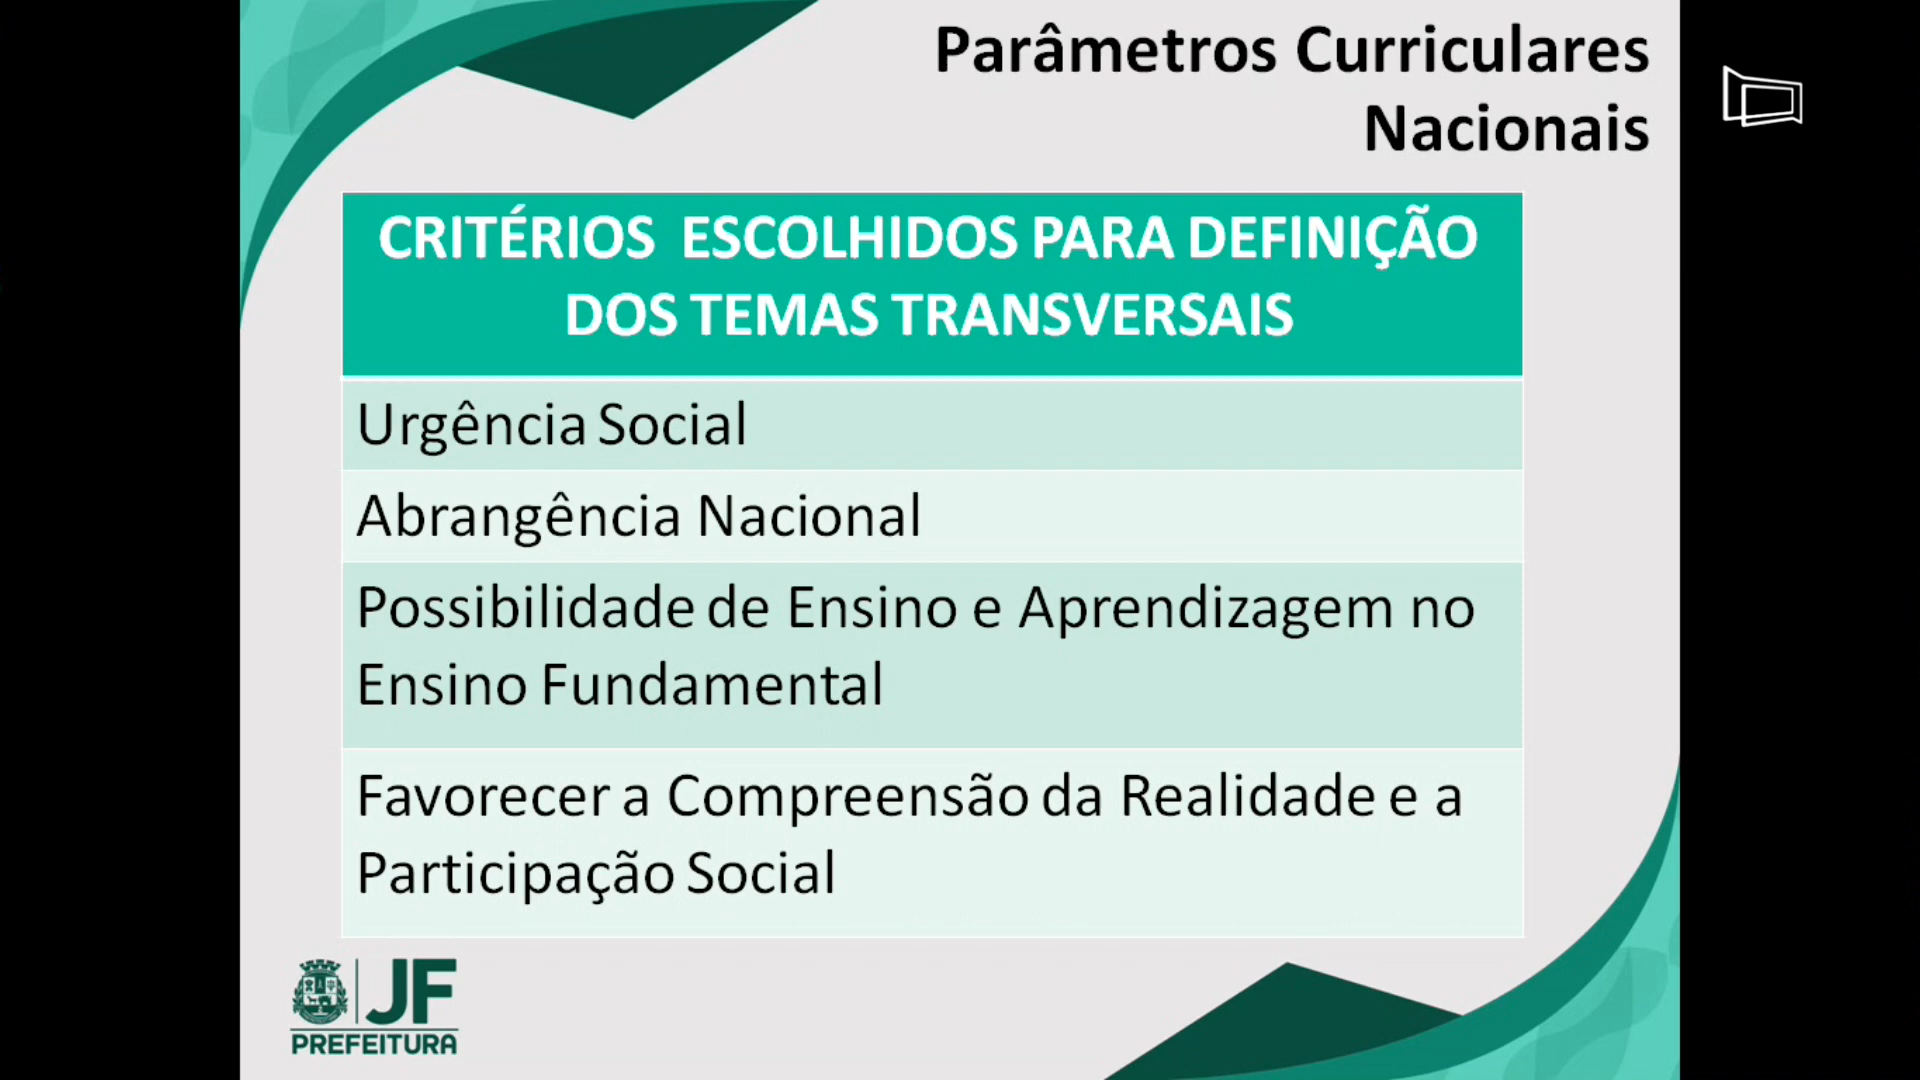 Parâmetros Curriculares
Nacionais
CRITÉRIOS ESCOLHIDOS PARA DEFINIÇÃO
DOS TEMAS TRANSVERSAIS
Urgência Social
Abrangência Nacional
Possibilidade de Ensino e Aprendizagem no
Ensino Fundamental
Favorecer a Compreensão da Realidade e a
Participação Social
JF
PREFEITURA